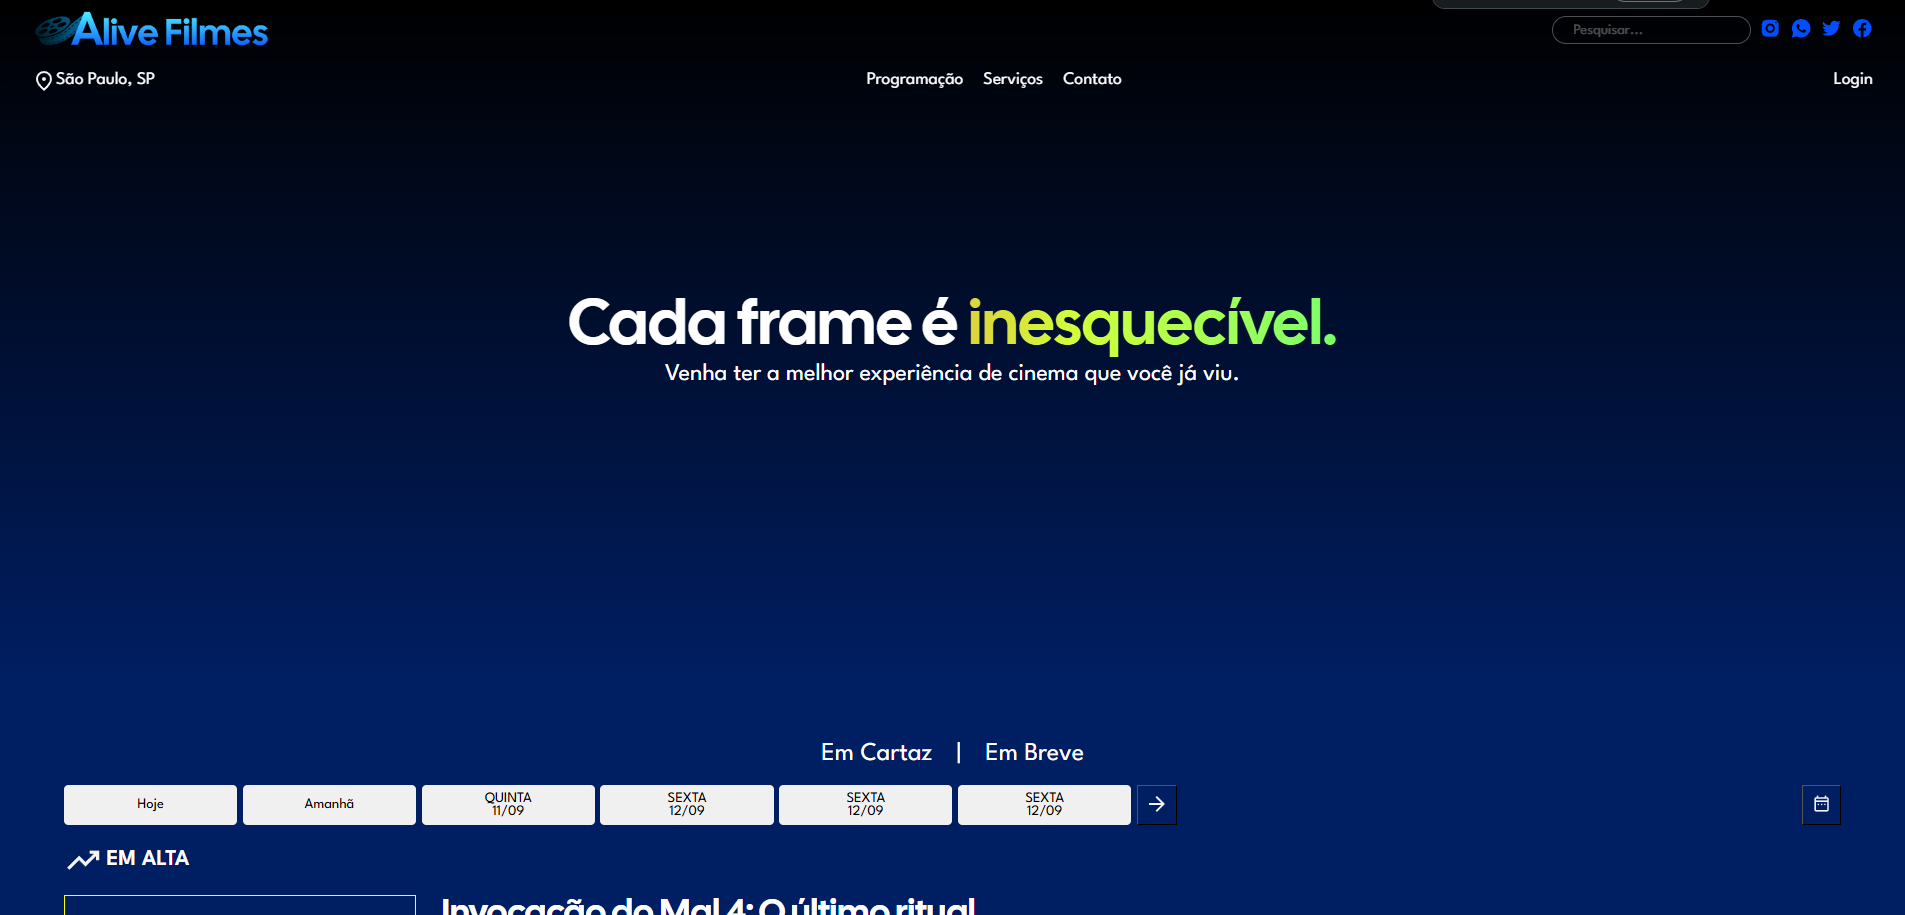 Alive Filmes
Pesquisar...
São Paulo, SP
Programação Serviços Contato
Login
Cada frame é inesquecível.
Venha ter a melhor experiência de cinema que você já viu.
Em Cartaz | Em Breve
Hoje
Amanhã
QUINTA
11/09
SEXTA
12/09
SEXTA
12/09
SEXTA
12/09
EM ALTA
Invocação do Mal 4: O último ritual